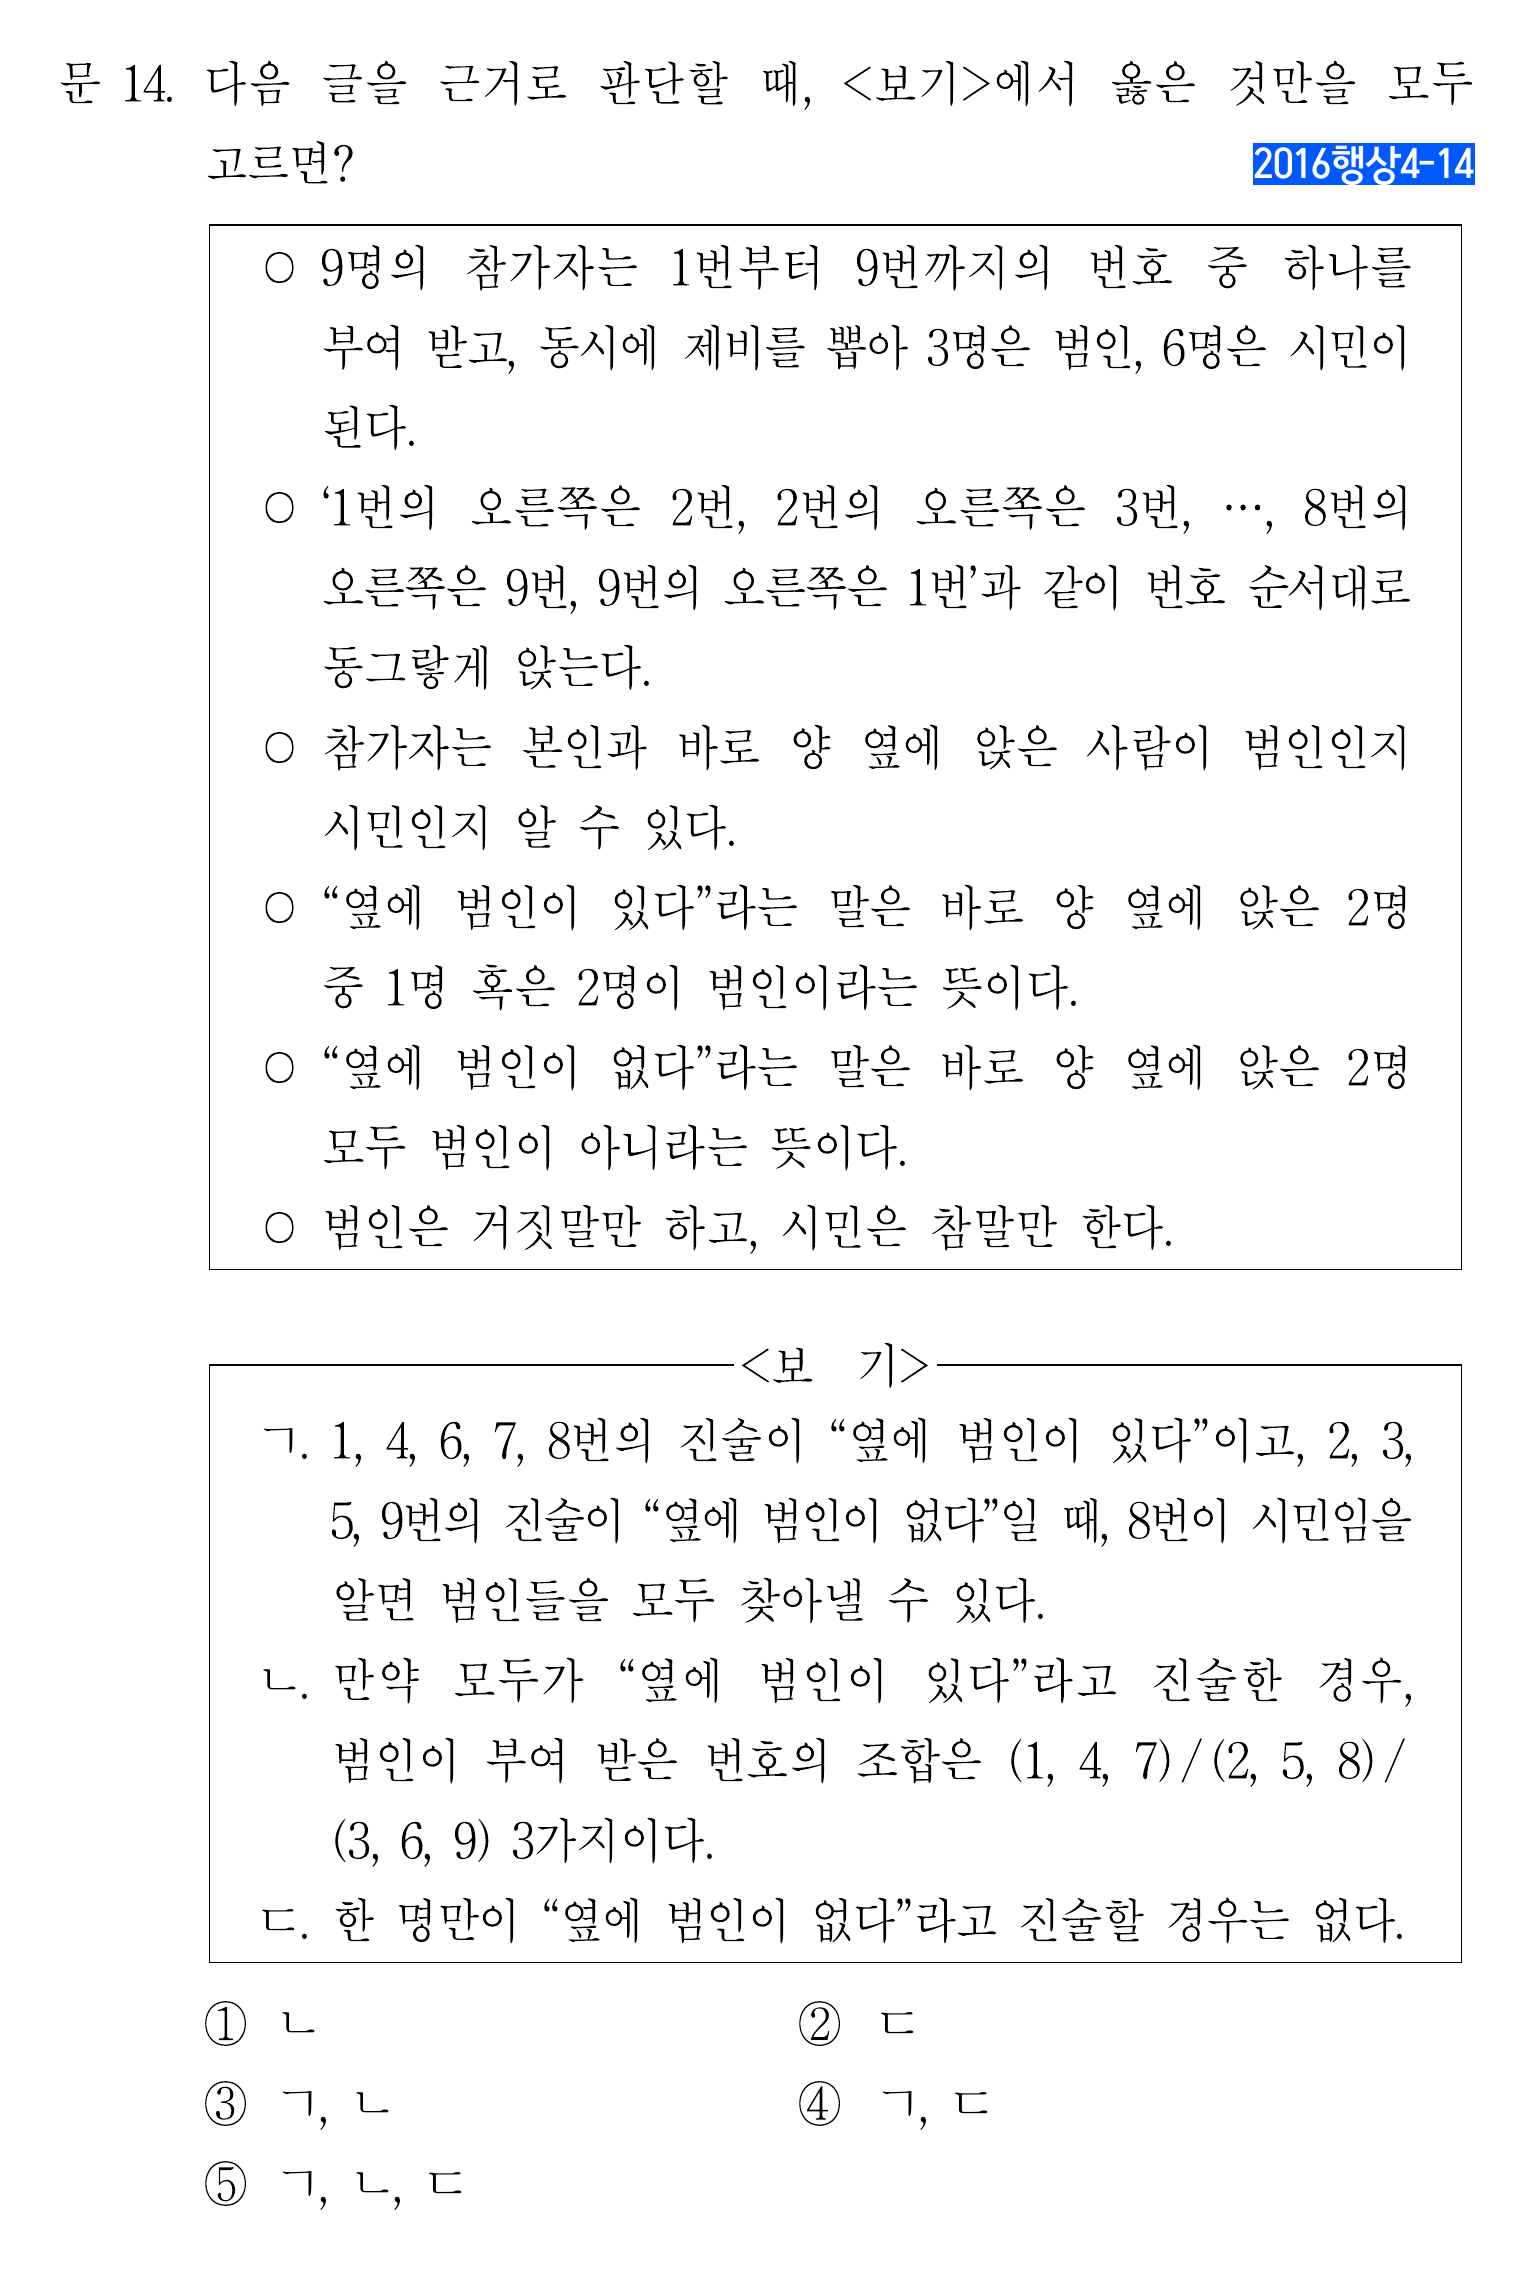 문 14. 다음 글을 근거로 판단할 때, <보기>에서 옳은 것만을 모두
고르면?
2016행상4-14
○ 9명의 참가자는 1번부터 9번까지의 번호 중 하나를
부여 받고, 동시에 제비를 뽑아 3명은 범인, 6명은 시민이
된다.
○ ‘1번의 오른쪽은 2번, 2번의 오른쪽은 3번, …, 8번의
오른쪽은 9번, 9번의 오른쪽은 1번’과 같이 번호 순서대로
동그랗게 앉는다.
○ 참가자는 본인과 바로 양 옆에 앉은 사람이 범인인지
시민인지 알 수 있다.
○ “옆에 범인이 있다”라는 말은 바로 양 옆에 앉은 2명
중 1명 혹은 2명이 범인이라는 뜻이다.
○ “옆에 범인이 없다”라는 말은 바로 양 옆에 앉은 2명
모두 범인이 아니라는 뜻이다.
○ 범인은 거짓말만 하고, 시민은 참말만 한다.
<보 기>
ㄱ. 1, 4, 6, 7, 8번의 진술이 “옆에 범인이 있다”이고, 2, 3,
5, 9번의 진술이 “옆에 범인이 없다”일 때, 8번이 시민임을
알면 범인들을 모두 찾아낼 수 있다.
ㄴ. 만약 모두가 “옆에 범인이 있다”라고 진술한 경우,
범인이 부여 받은 번호의 조합은 (1, 4, 7)/(2, 5, 8)/
(3, 6, 9) 3가지이다.
ㄷ. 한 명만이 “옆에 범인이 없다”라고 진술할 경우는 없다.
① ㄴ
② ㄷ
③ ㄱ, ㄴ
④ ㄱ, ㄷ
⑤ ㄱ, ㄴ, ㄷ